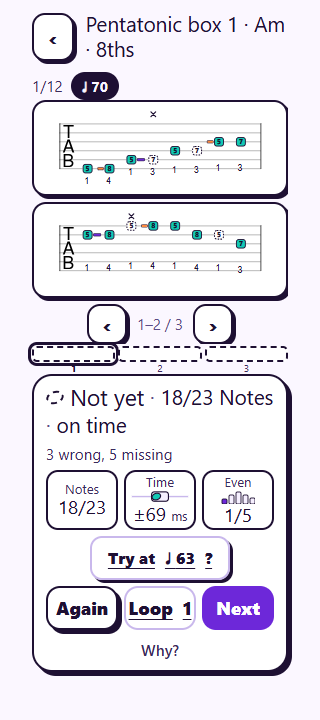 ‹ Pentatonic box 1 · Am
· 8ths
1/12 ♩70
×
T
A
B
5 8 5 7 5 7 5 7
1 4 1 3 1 3 1 3
×
T
A
B
5 8 5 8 5 8 5 7
1 4 1 4 1 4 1 3
‹ 1–2 / 3 ›
1 2 3
Not yet · 18/23 Notes
· on time
3 wrong, 5 missing
Notes Time Even
18/23 ±69 ms 1/5
Try at ♩63 ?
Again Loop 1 Next
Why?